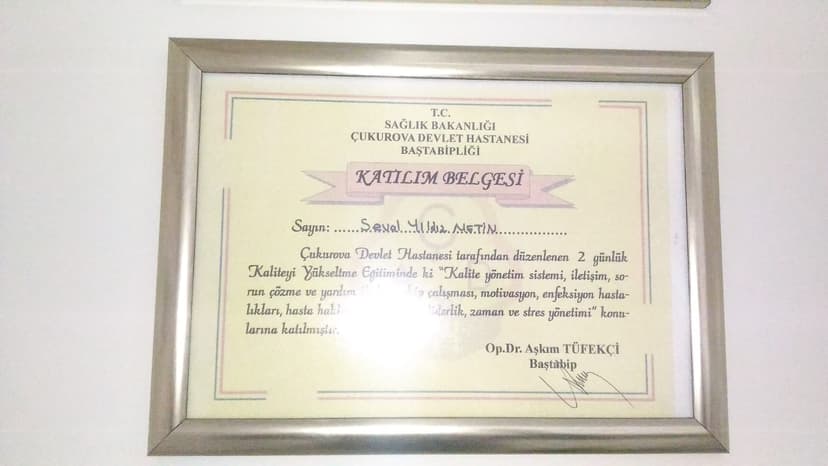 T.C.
SAĞLIK BAKANLIĞI
ÇUKUROVA DEVLET HASTANESİ
BAŞTABİPLİĞİ
KATILIM BELGESİ
Sayın: ...... Seval Yıldız METİN ..................
Çukurova Devlet Hastanesi tarafından düzenlenen 2 günlük
Kaliteyi Yükseltme Eğitiminde ki "Kalite yönetim sistemi, iletişim, so-
run çözme ve yardım çalışması, motivasyon, enfeksiyon hasta-
lıkları, hasta zaman ve stres yönetimi" konu-
larına katılmıştır.
Op.Dr. Aşkım TÜFEKÇİ
Baştabip